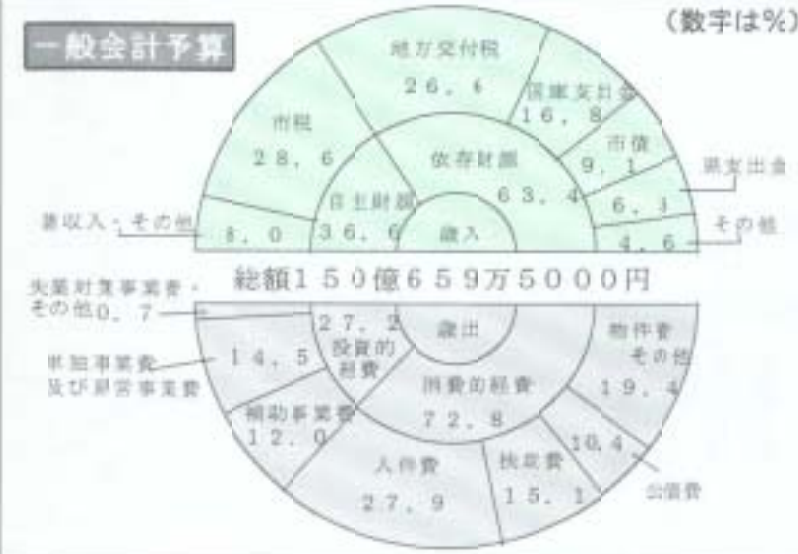 (数字は%)
一般会計予算
地方交付税
26.6
国庫支出金
16.8
市税
28.6
市債
9.1
依存財源
63.4
県支出金
6.3
自主財源
36.6
諸収入・その他
8.0
歳入
その他
4.6
総額150億659万5000円
失業対策事業費・
その他0.7
27.2
投資的
経費
歳出
物件費
その他
19.4
単独事業費
及び県営事業費
14.5
消費的経費
72.8
補助事業費
12.0
10.4
公債費
人件費
27.9
扶助費
15.1